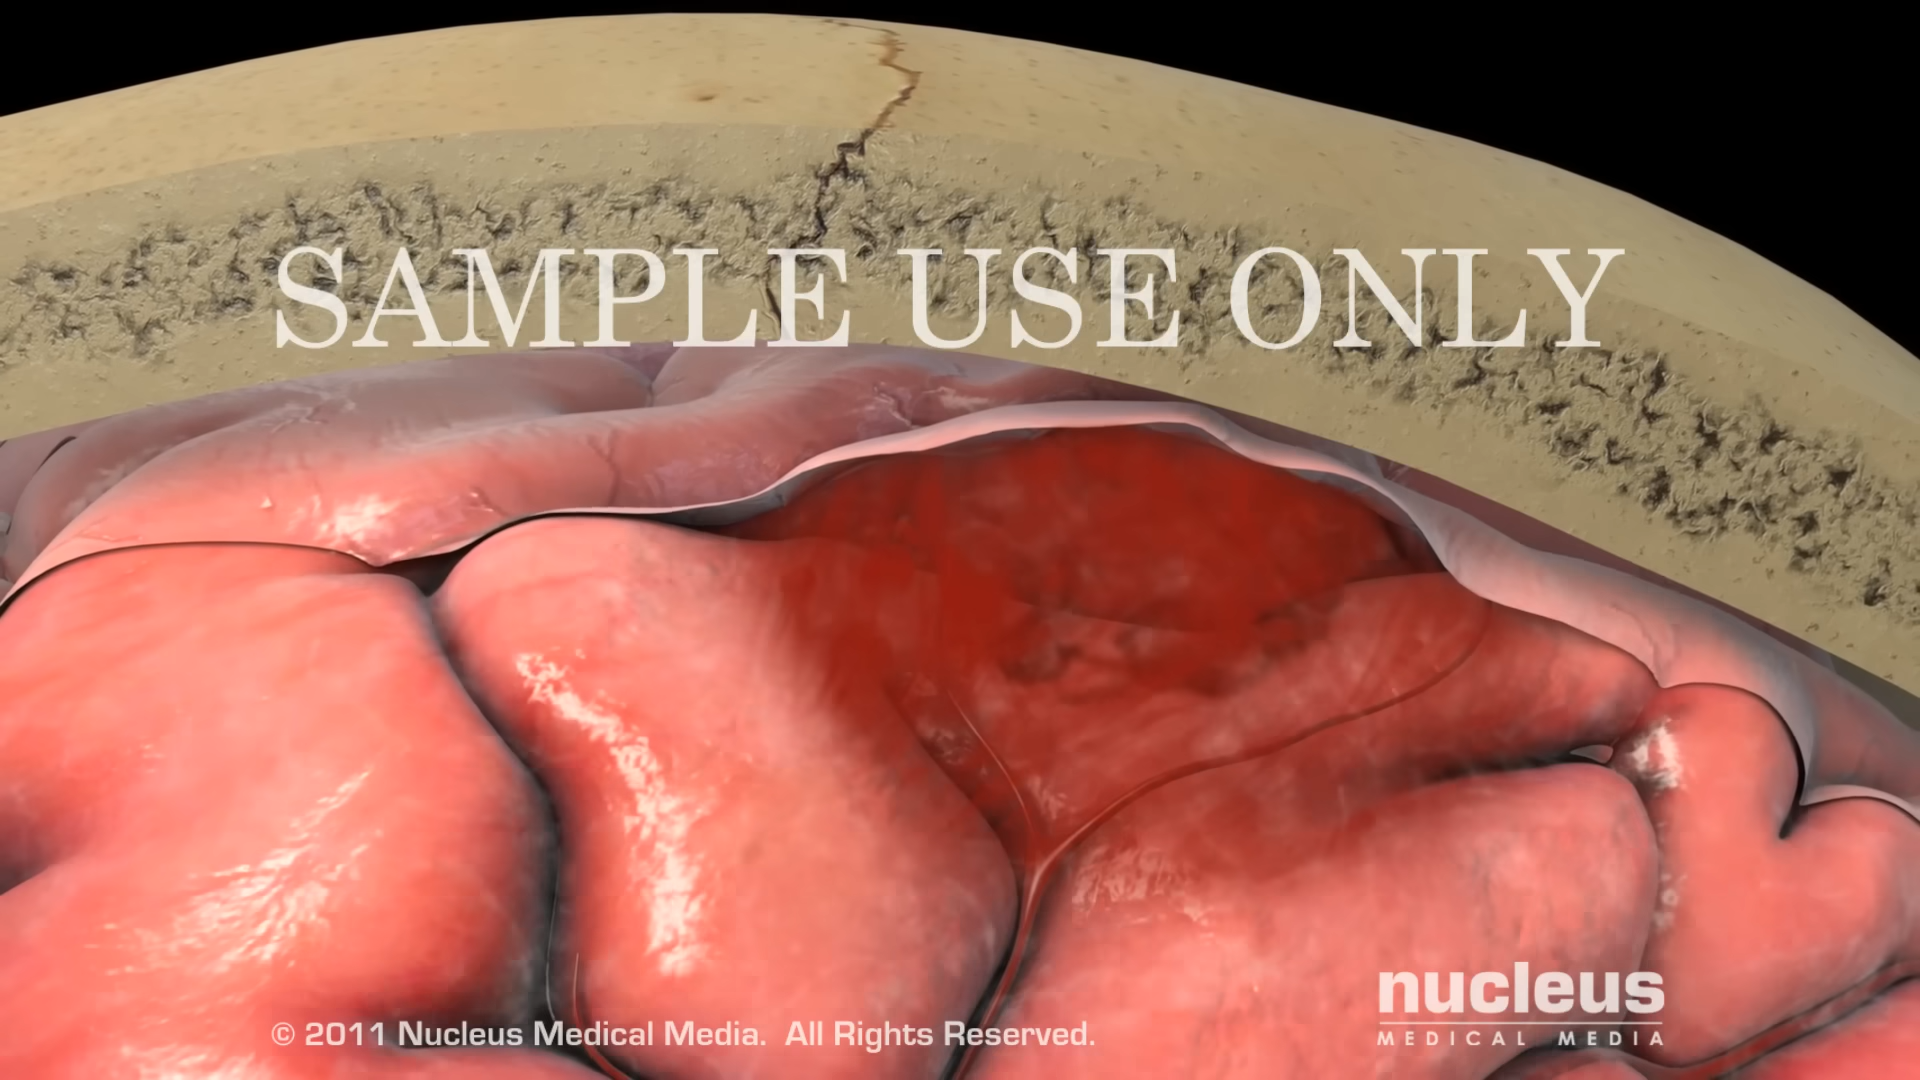 SAMPLE USE ONLY
nucleus
MEDICAL MEDIA
© 2011 Nucleus Medical Media. All Rights Reserved.